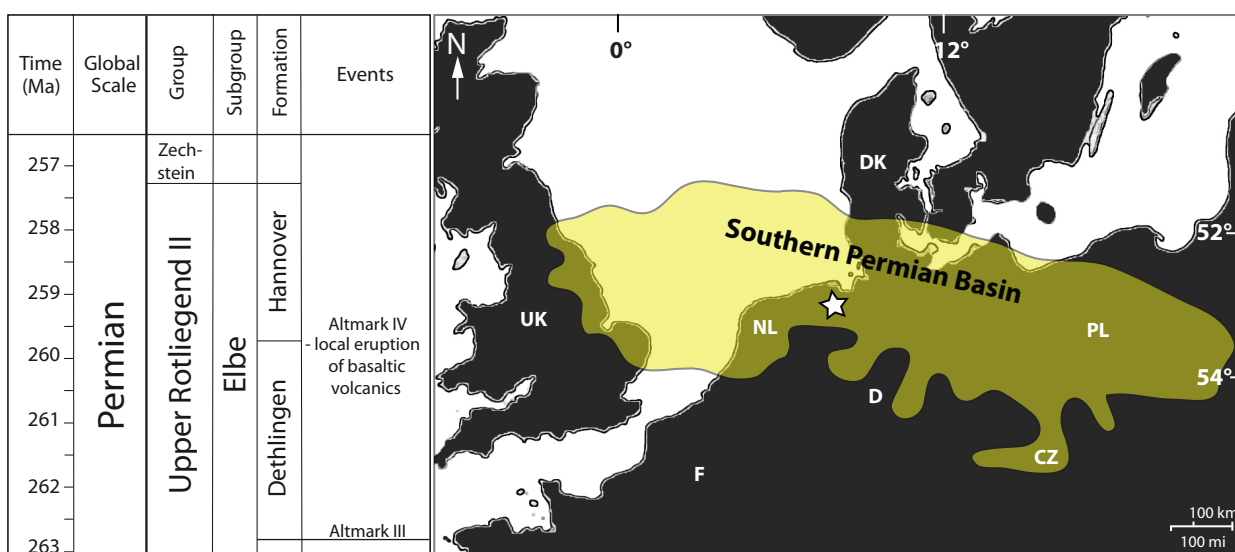 Time
(Ma)
Global
Scale
Group
Subgroup
Formation
Events
257
258
259
260
261
262
263
Permian
Zech-
stein
Upper Rotliegend II
Elbe
Hannover
Dethlingen
Altmark IV
- local eruption
of basaltic
volcanics
Altmark III
N
0°
12°
DK
52°
Southern Permian Basin
UK
NL
PL
54°
D
CZ
F
100 km
100 mi